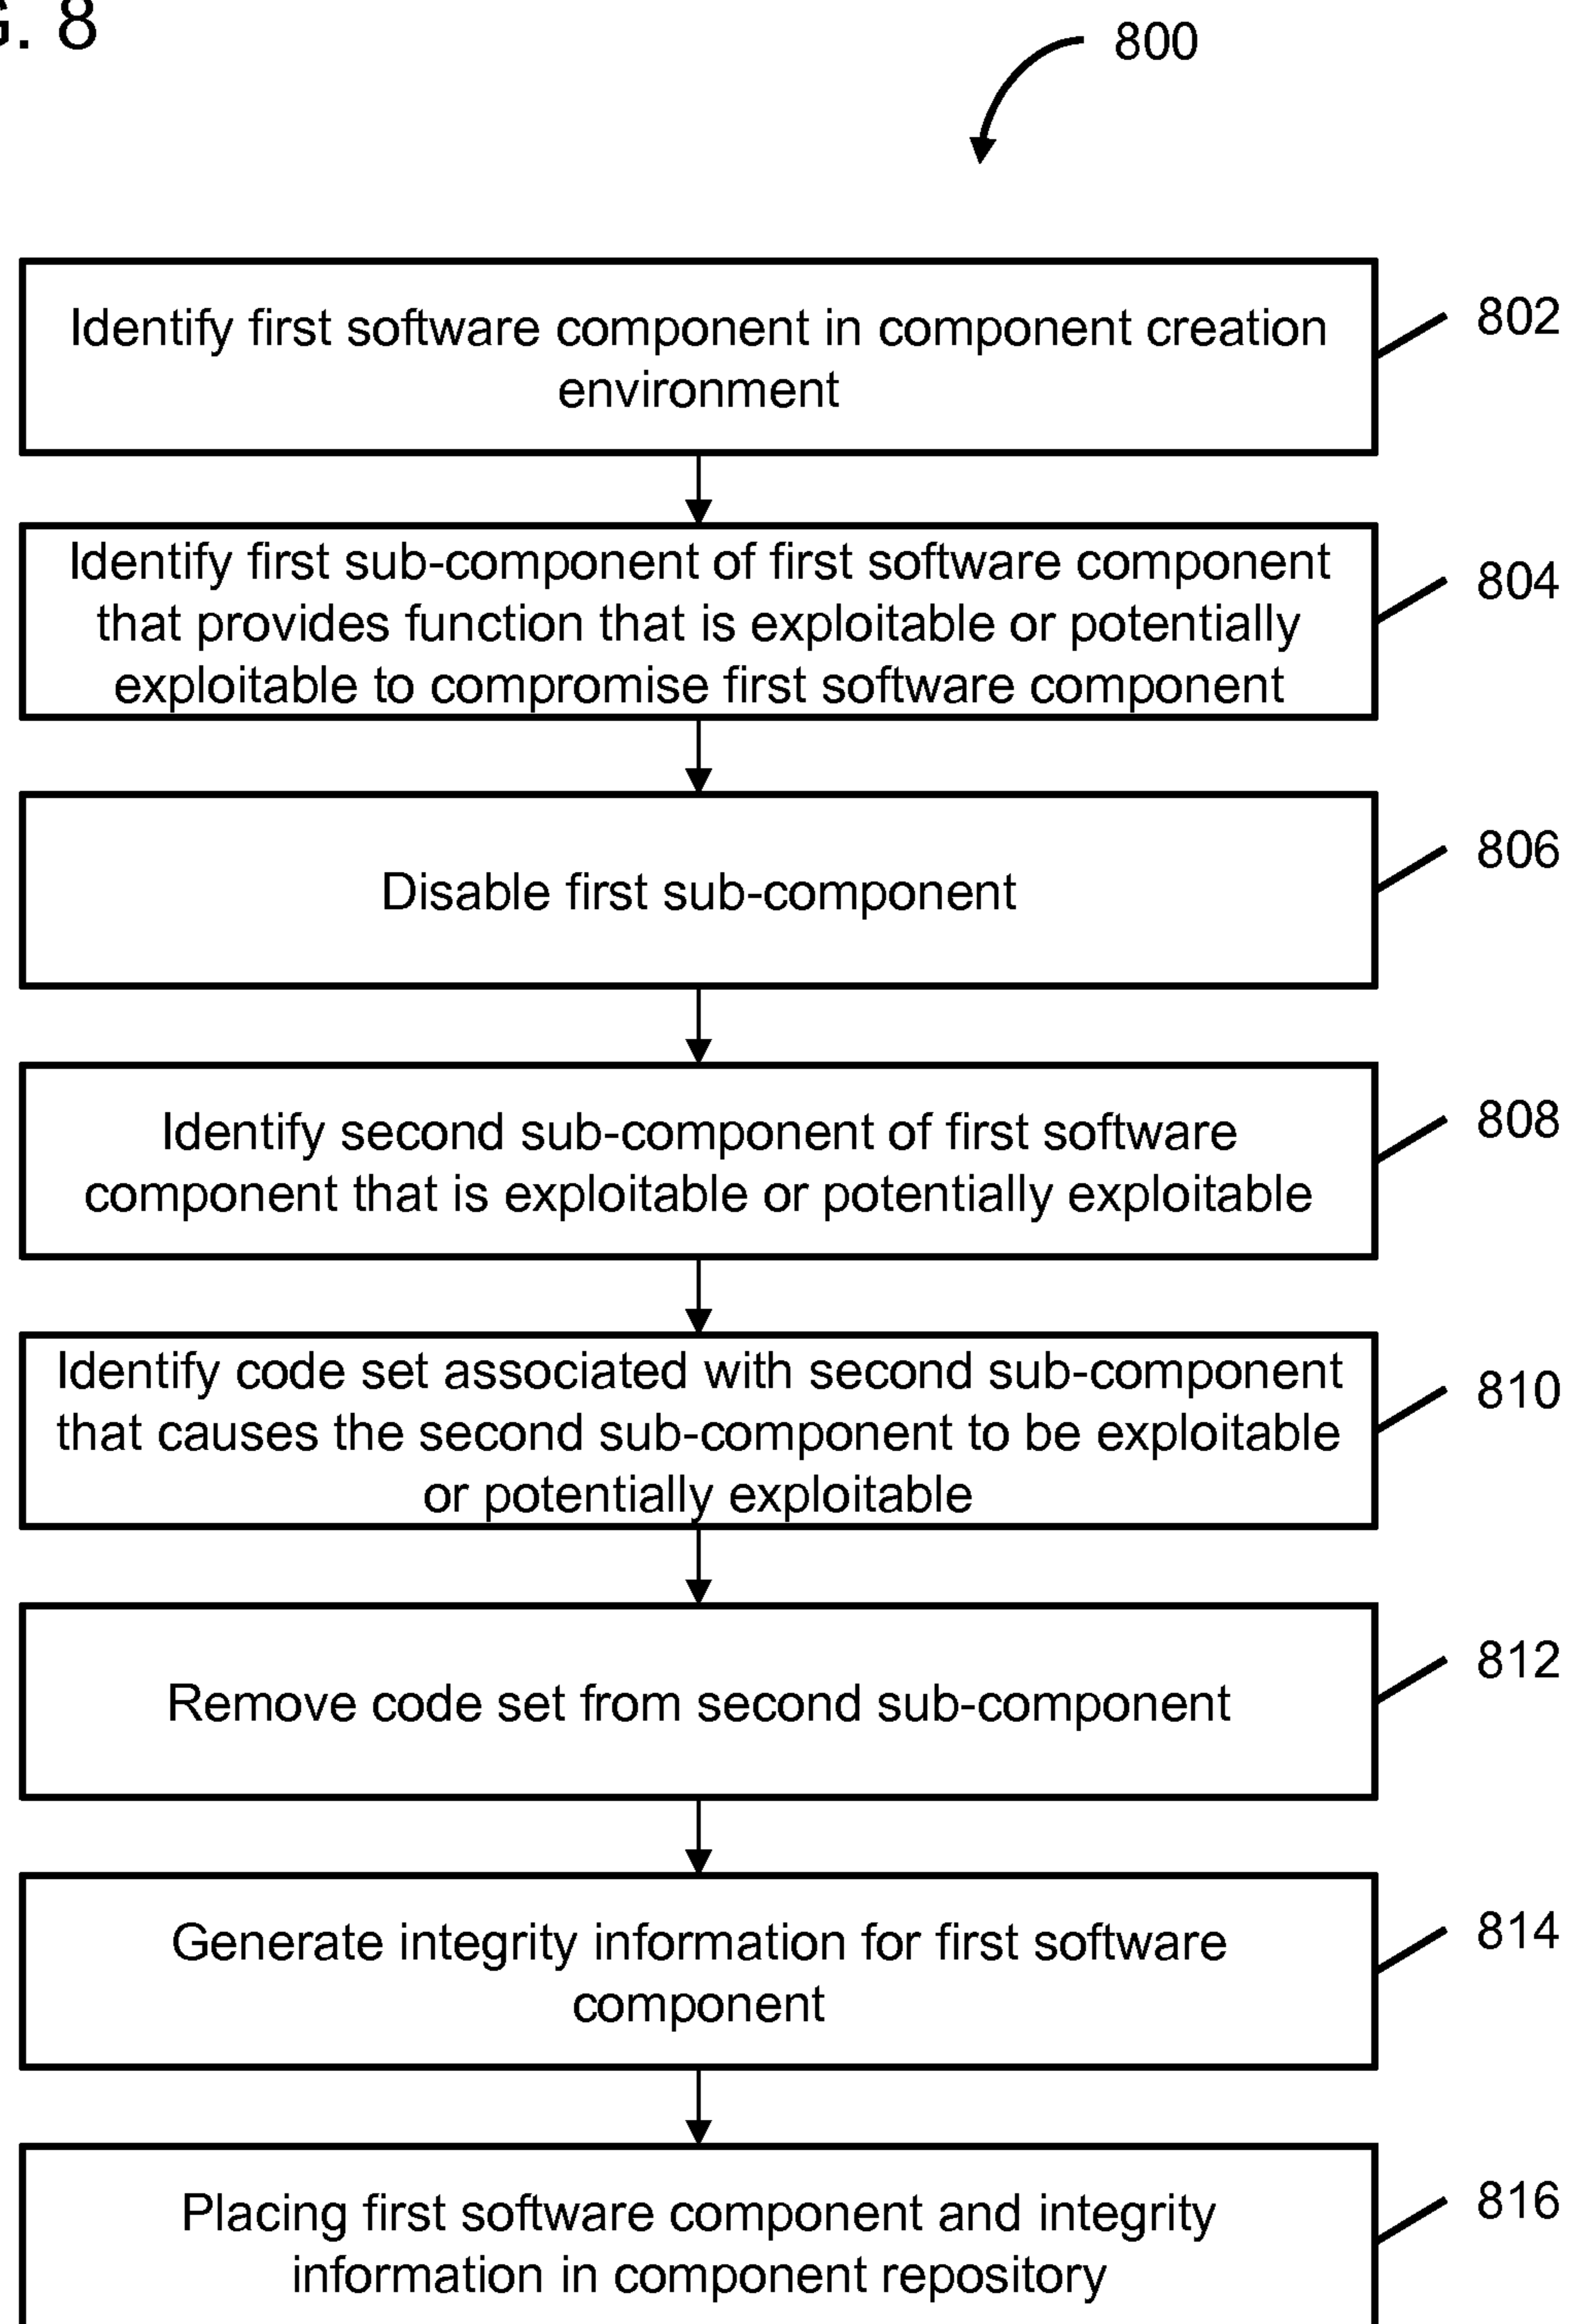 G. 8
800
Identify first software component in component creation
environment
802
Identify first sub-component of first software component
that provides function that is exploitable or potentially
exploitable to compromise first software component
804
Disable first sub-component
806
Identify second sub-component of first software
component that is exploitable or potentially exploitable
808
Identify code set associated with second sub-component
that causes the second sub-component to be exploitable
or potentially exploitable
810
Remove code set from second sub-component
812
Generate integrity information for first software
component
814
Placing first software component and integrity
information in component repository
816